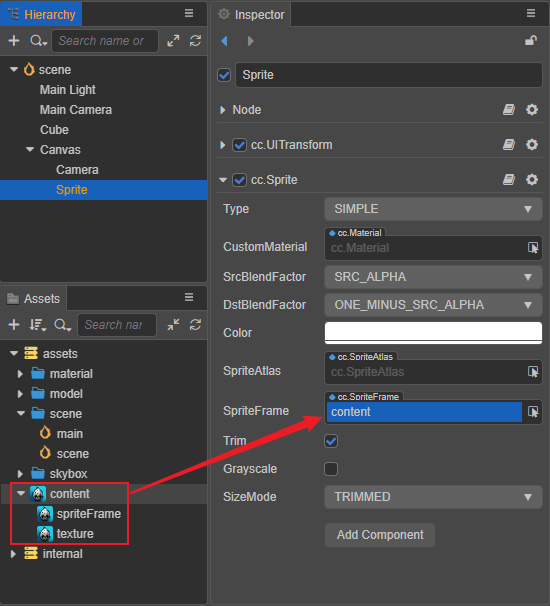 Hierarchy
Search name or
scene
Main Light
Main Camera
Cube
Canvas
Camera
Sprite
Assets
Search nar
assets
material
model
scene
main
scene
skybox
content
spriteFrame
texture
internal
Inspector
Sprite
Node
cc.UITransform
cc.Sprite
Type
SIMPLE
cc.Material
CustomMaterial
cc.Material
SrcBlendFactor
SRC_ALPHA
DstBlendFactor
ONE_MINUS_SRC_ALPHA
Color
cc.SpriteAtlas
SpriteAtlas
cc.SpriteAtlas
cc.SpriteFrame
SpriteFrame
content
Trim
Grayscale
SizeMode
TRIMMED
Add Component